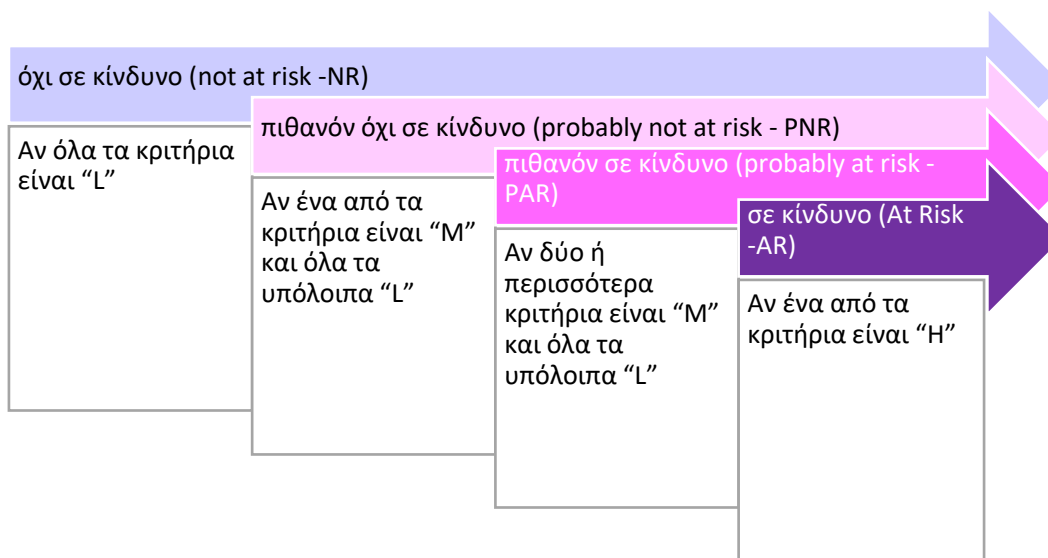 όχι σε κίνδυνο (not at risk -NR)
Αν όλα τα κριτήρια
είναι “L”
πιθανόν όχι σε κίνδυνο (probably not at risk - PNR)
Αν ένα από τα
κριτήρια είναι “M”
και όλα τα
υπόλοιπα “L”
πιθανόν σε κίνδυνο (probably at risk -
PAR)
Αν δύο ή
περισσότερα
κριτήρια είναι “M”
και όλα τα
υπόλοιπα “L”
σε κίνδυνο (At Risk
-AR)
Αν ένα από τα
κριτήρια είναι “H”